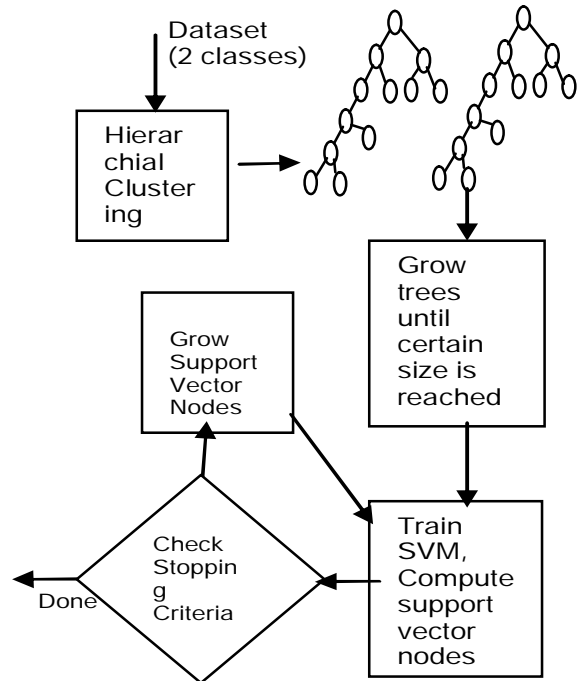 Dataset
(2 classes)
Hierar
chial
Cluster
ing
Grow
trees
until
certain
size is
reached
Grow
Support
Vector
Nodes
Train
SVM,
Compute
support
vector
nodes
Check
Stoppin
g
Criteria
Done